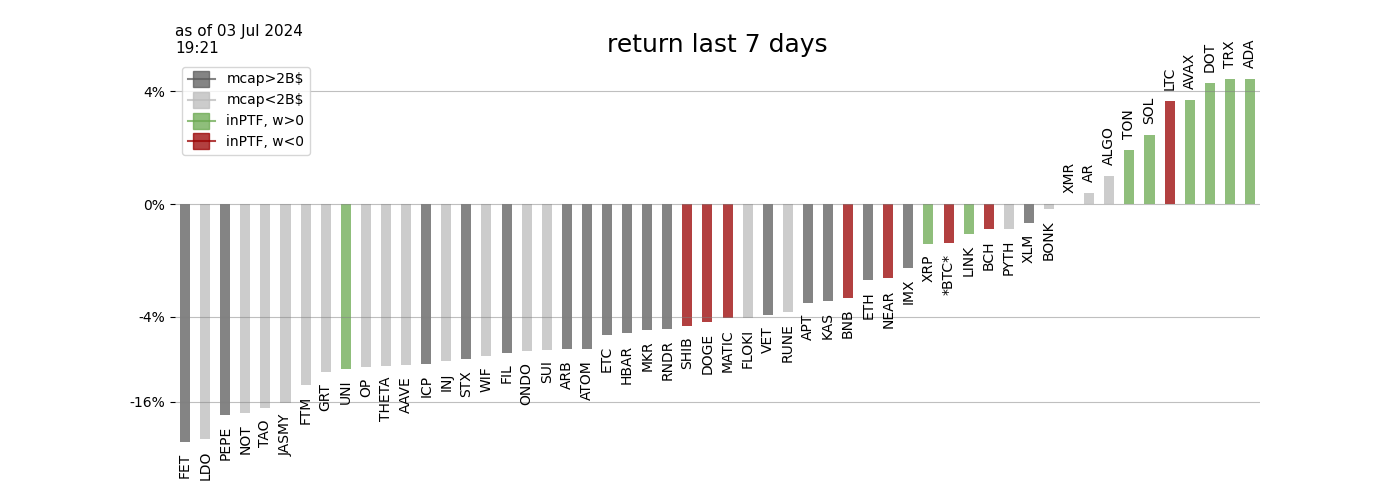 as of 03 Jul 2024
19:21
return last 7 days
mcap>2B$
mcap<2B$
inPTF, w>0
inPTF, w<0
4%
0%
-4%
-16%
FET
LDO
PEPE
NOT
TAO
JASMY
FTM
GRT
UNI
OP
THETA
AAVE
ICP
INJ
STX
WIF
FIL
ONDO
SUI
ARB
ATOM
ETC
HBAR
MKR
RNDR
SHIB
DOGE
MATIC
FLOKI
VET
RUNE
APT
KAS
BNB
ETH
NEAR
IMX
XRP
*BTC*
LINK
BCH
PYTH
XLM
BONK
XMR
AR
ALGO
TON
SOL
LTC
AVAX
DOT
TRX
ADA